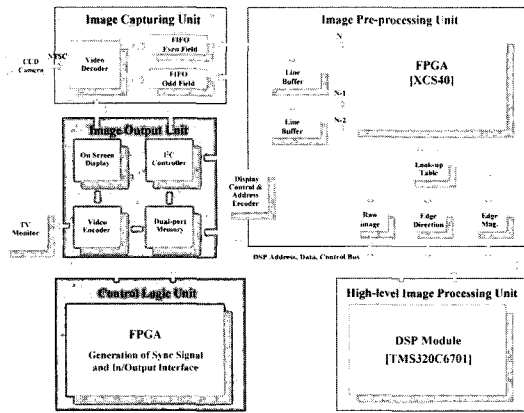 Image Capturing Unit
CCD
Camera
NTSC
Video
Decoder
FIFO
Even Field
FIFO
Odd Field
Image Pre-processing Unit
N
N-1
N-2
Line
Buffer
Line
Buffer
FPGA
[XCS40]
Look-up
Table
Raw
Image
Edge
Direction
Edge
Mag.
Display
Control &
Address
Encoder
Image Output Unit
On Screen
Display
I²C
Controller
Video
Encoder
Dual-port
Memory
TV
Monitor
DSP Address, Data, Control Bus
Control Logic Unit
FPGA
Generation of Sync Signal
and In/Output Interface
High-level Image Processing Unit
DSP Module
[TMS320C6701]